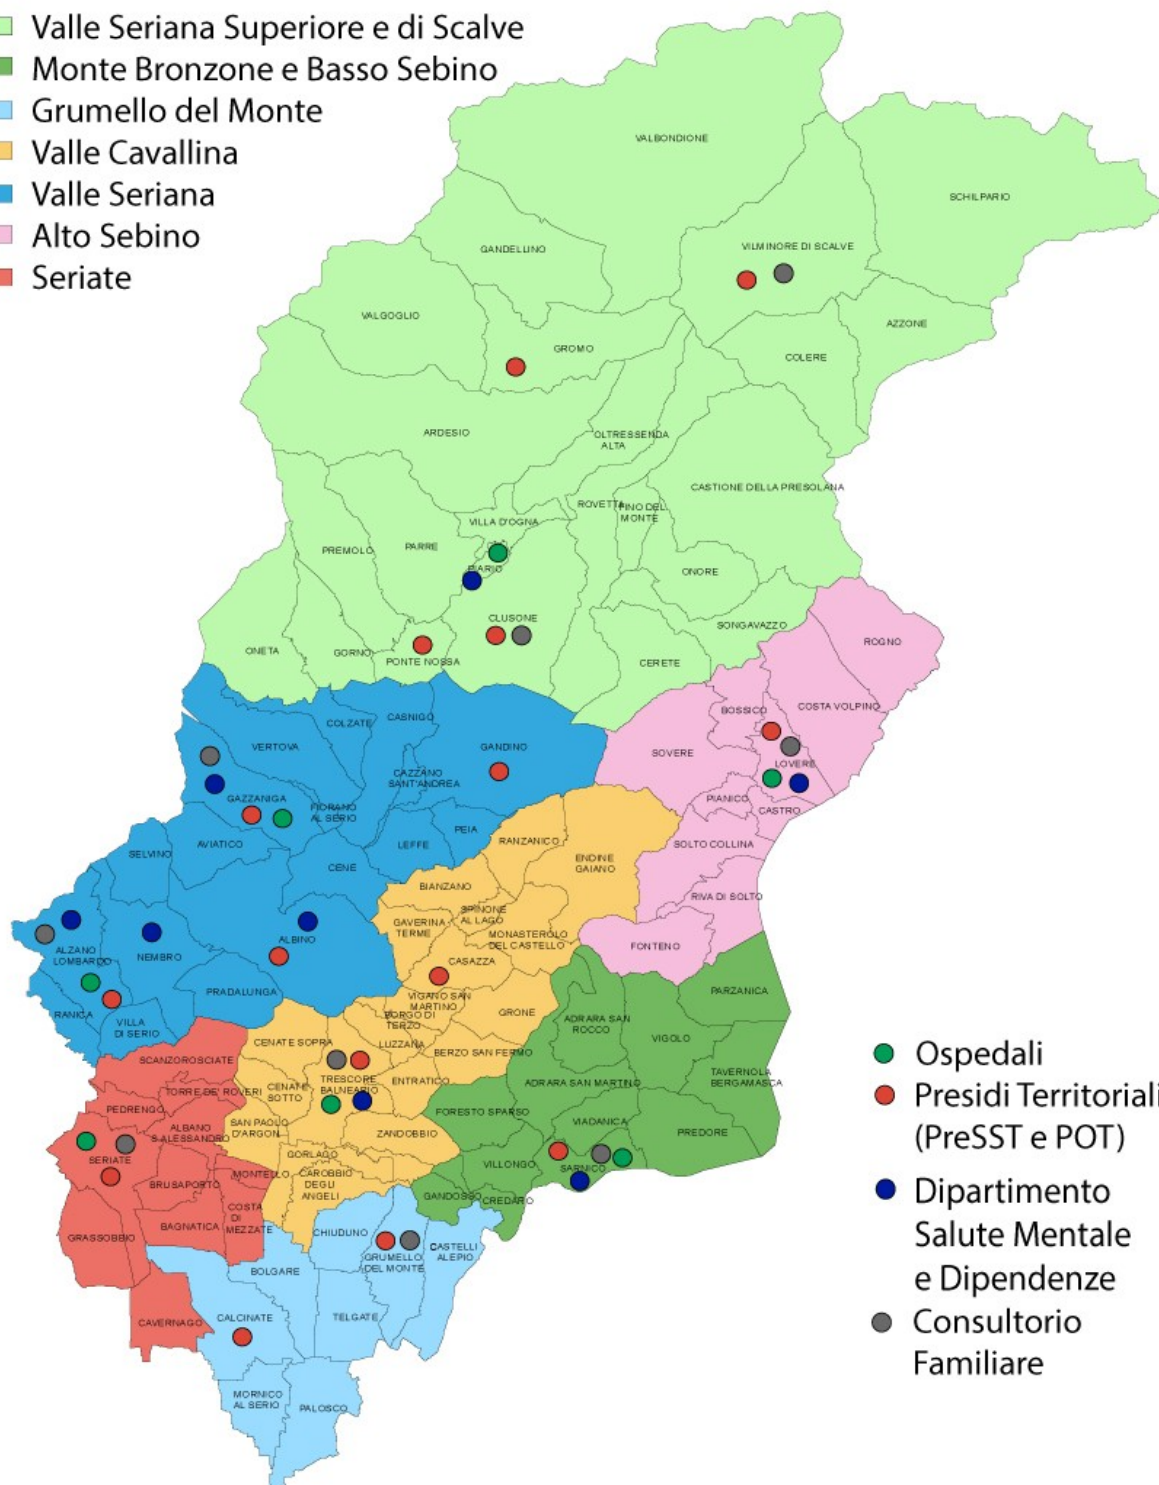 Valle Seriana Superiore e di Scalve
Monte Bronzone e Basso Sebino
Grumello del Monte
Valle Cavallina
Valle Seriana
Alto Sebino
Seriate
VALBONDIONE
SCHILPARIO
GANDELLINO
VILMINORE DI SCALVE
VALGOGLIO
AZZONE
GROMO
COLERE
ARDESIO
OLTRESSENDA
ALTA
CASTIONE DELLA PRESOLANA
ROVETTA
FINO DEL
MONTE
VILLA D'OGNA
PREMOLO
PARRE
PIARIO
ONORE
CLUSONE
SONGAVAZZO
ONETA
GORNO
PONTE NOSSA
CERETE
ROGNO
BOSSICO
COSTA VOLPINO
COLZATE
CASNIGO
VERTOVA
GANDINO
SOVERE
LOVERE
CAZZANO
SANT'ANDREA
GAZZANIGA
FIORANO
AL SERIO
PIANICO
CASTRO
PEIA
AVIATICO
LEFFE
RANZANICO
SOLTO COLLINA
SELVINO
CENE
ENDINE
GAIANO
BIANZANO
RIVA DI SOLTO
SPINONE
AL LAGO
GAVERINA
TERME
MONASTEROLO
DEL CASTELLO
ALBINO
ALZANO
LOMBARDO
NEMBRO
FONTENO
CASAZZA
PRADALUNGA
VIGANO SAN
MARTINO
PARZANICA
RANICA
VILLA
DI SERIO
BORGO DI
TERZO
GRONE
ADRARA SAN
ROCCO
VIGOLO
CENATE SOPRA
LUZZANA
BERZO SAN FERMO
SCANZOROSCIATE
TRESCORE
BALNEARIO
ENTRATICO
ADRARA SAN MARTINO
TAVERNOLA
BERGAMASCA
TORRE DE' ROVERI
CENATE
SOTTO
PEDRENGO
FORESTO SPARSO
VIADANICA
ALBANO
S.ALESSANDRO
SAN PAOLO
D'ARGON
ZANDOBBIO
PREDORE
SERIATE
GORLAGO
VILLONGO
SARNICO
MONTELLO
CAROBBIO
DEGLI
ANGELI
BRUSAPORTO
GANDOSSO
CREDARO
COSTA
DI
MEZZATE
BAGNATICA
GRASSOBBIO
CHIUDUNO
GRUMELLO
DEL MONTE
CASTELLI
ALEPIO
BOLGARE
CAVERNAGO
CALCINATE
TELGATE
MORNICO
AL SERIO
PALOSCO
Ospedali
Presidi Territoriali
(PreSST e POT)
Dipartimento
Salute Mentale
e Dipendenze
Consultorio
Familiare